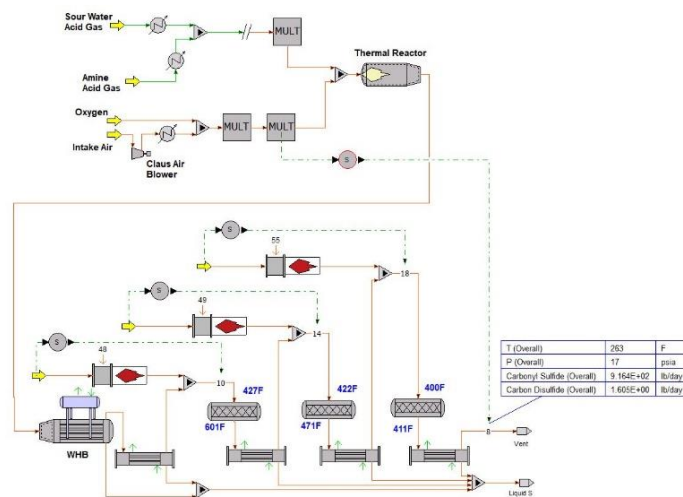 Sour Water
Acid Gas
MULT
Thermal Reactor
Amine
Acid Gas
Oxygen
MULT
MULT
Intake Air
Claus Air
Blower
S
S
55
18
S
49
14
S
48
10
427F
422F
400F
601F
471F
411F
WHB
T (Overall) 263 F
P (Overall) 17 psia
Carbonyl Sulfide (Overall) 9.164E+02 lb/day
Carbon Disulfide (Overall) 1.605E+00 lb/day
8
Vent
Liquid S